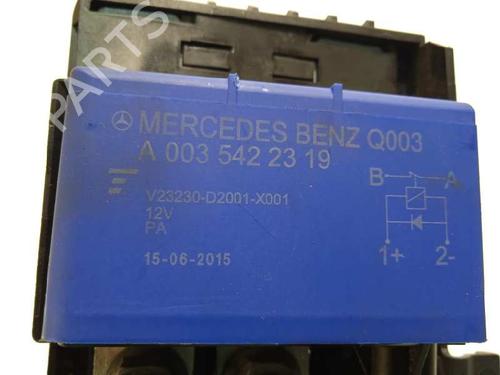 MERCEDES BENZ Q003
A 003 542 23 19
V23230-D2001-X001
12V
PA
15-06-2015
B A
1+ 2-
B PARTS